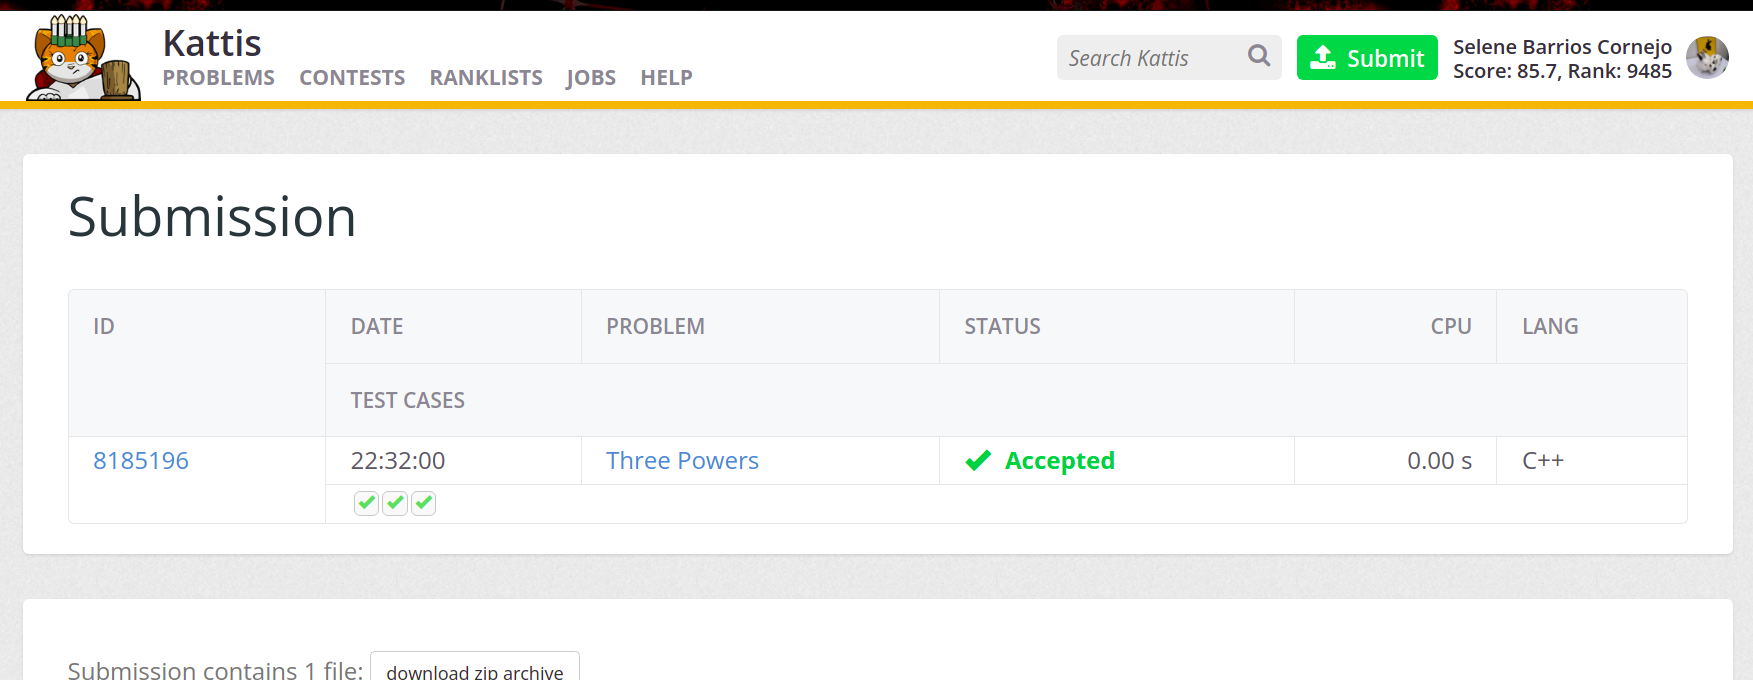 Kattis
PROBLEMS CONTESTS RANKLISTS JOBS HELP
Search Kattis
Submit
Selene Barrios Cornejo
Score: 85.7, Rank: 9485
Submission
ID DATE PROBLEM STATUS CPU LANG
TEST CASES
8185196 22:32:00 Three Powers Accepted 0.00 s C++
Submission contains 1 file: download zip archive